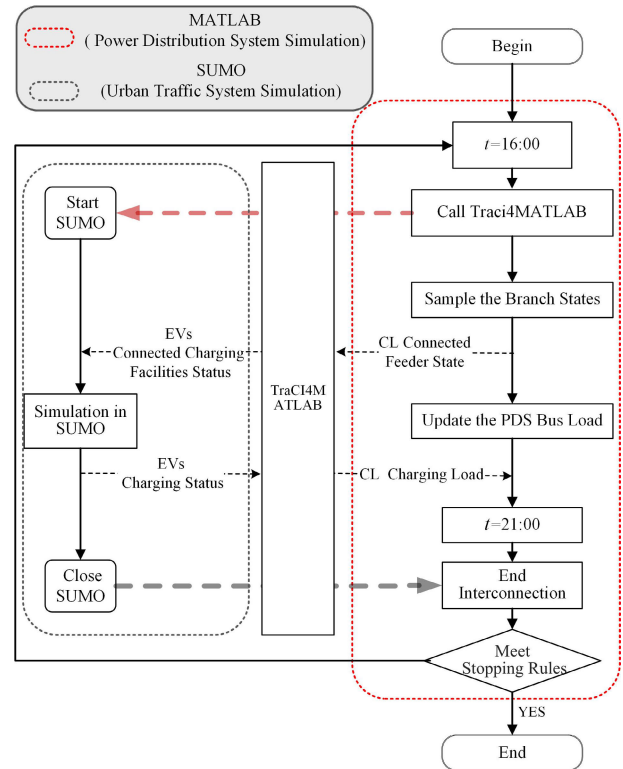 MATLAB
( Power Distribution System Simulation)
SUMO
(Urban Traffic System Simulation)
Begin
t=16:00
Start
SUMO
Call Traci4MATLAB
Sample the Branch States
EVs
Connected Charging
Facilities Status
CL Connected
Feeder State
TraCI4M
ATLAB
Simulation in
SUMO
Update the PDS Bus Load
EVs
Charging Status
CL Charging Load
t=21:00
Close
SUMO
End
Interconnection
Meet
Stopping Rules
YES
End